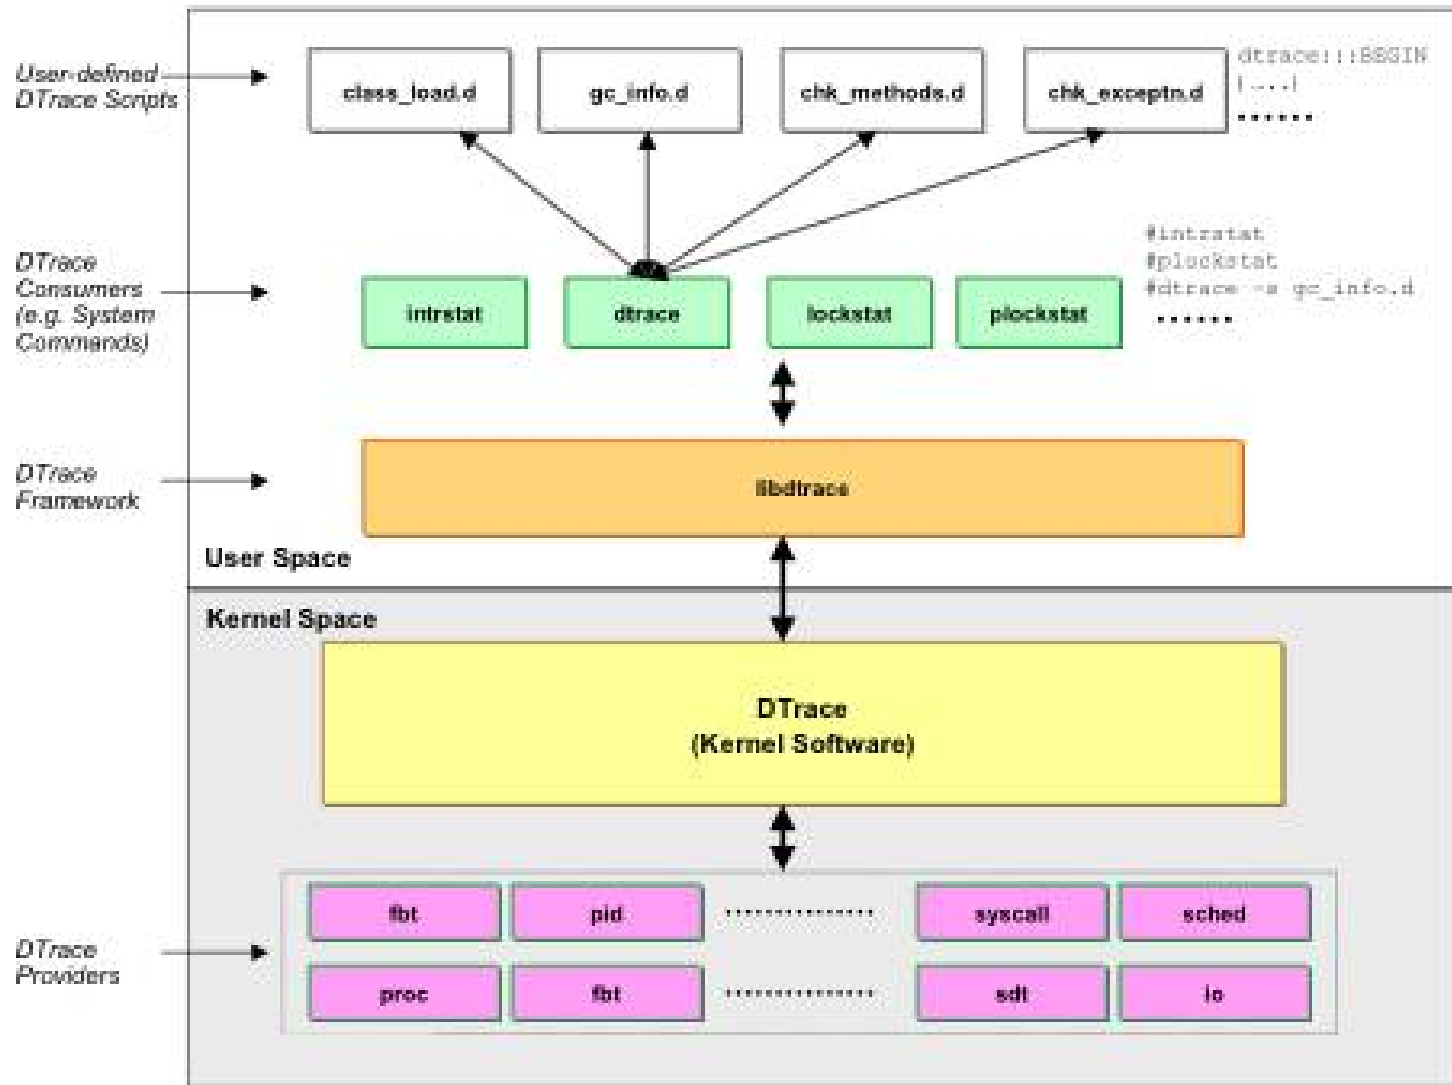 User-defined
DTrace Scripts
class_load.d
gc_info.d
chk_methods.d
chk_exceptn.d
dtrace:::BEGIN
{ ....}
......
DTrace
Consumers
(e.g. System
Commands)
intrstat
dtrace
lockstat
plockstat
#intrstat
#plockstat
#dtrace -s gc_info.d
......
DTrace
Framework
libdtrace
User Space
Kernel Space
DTrace
(Kernel Software)
DTrace
Providers
fbt
pid
...............
syscall
sched
proc
fbt
...............
sdt
io